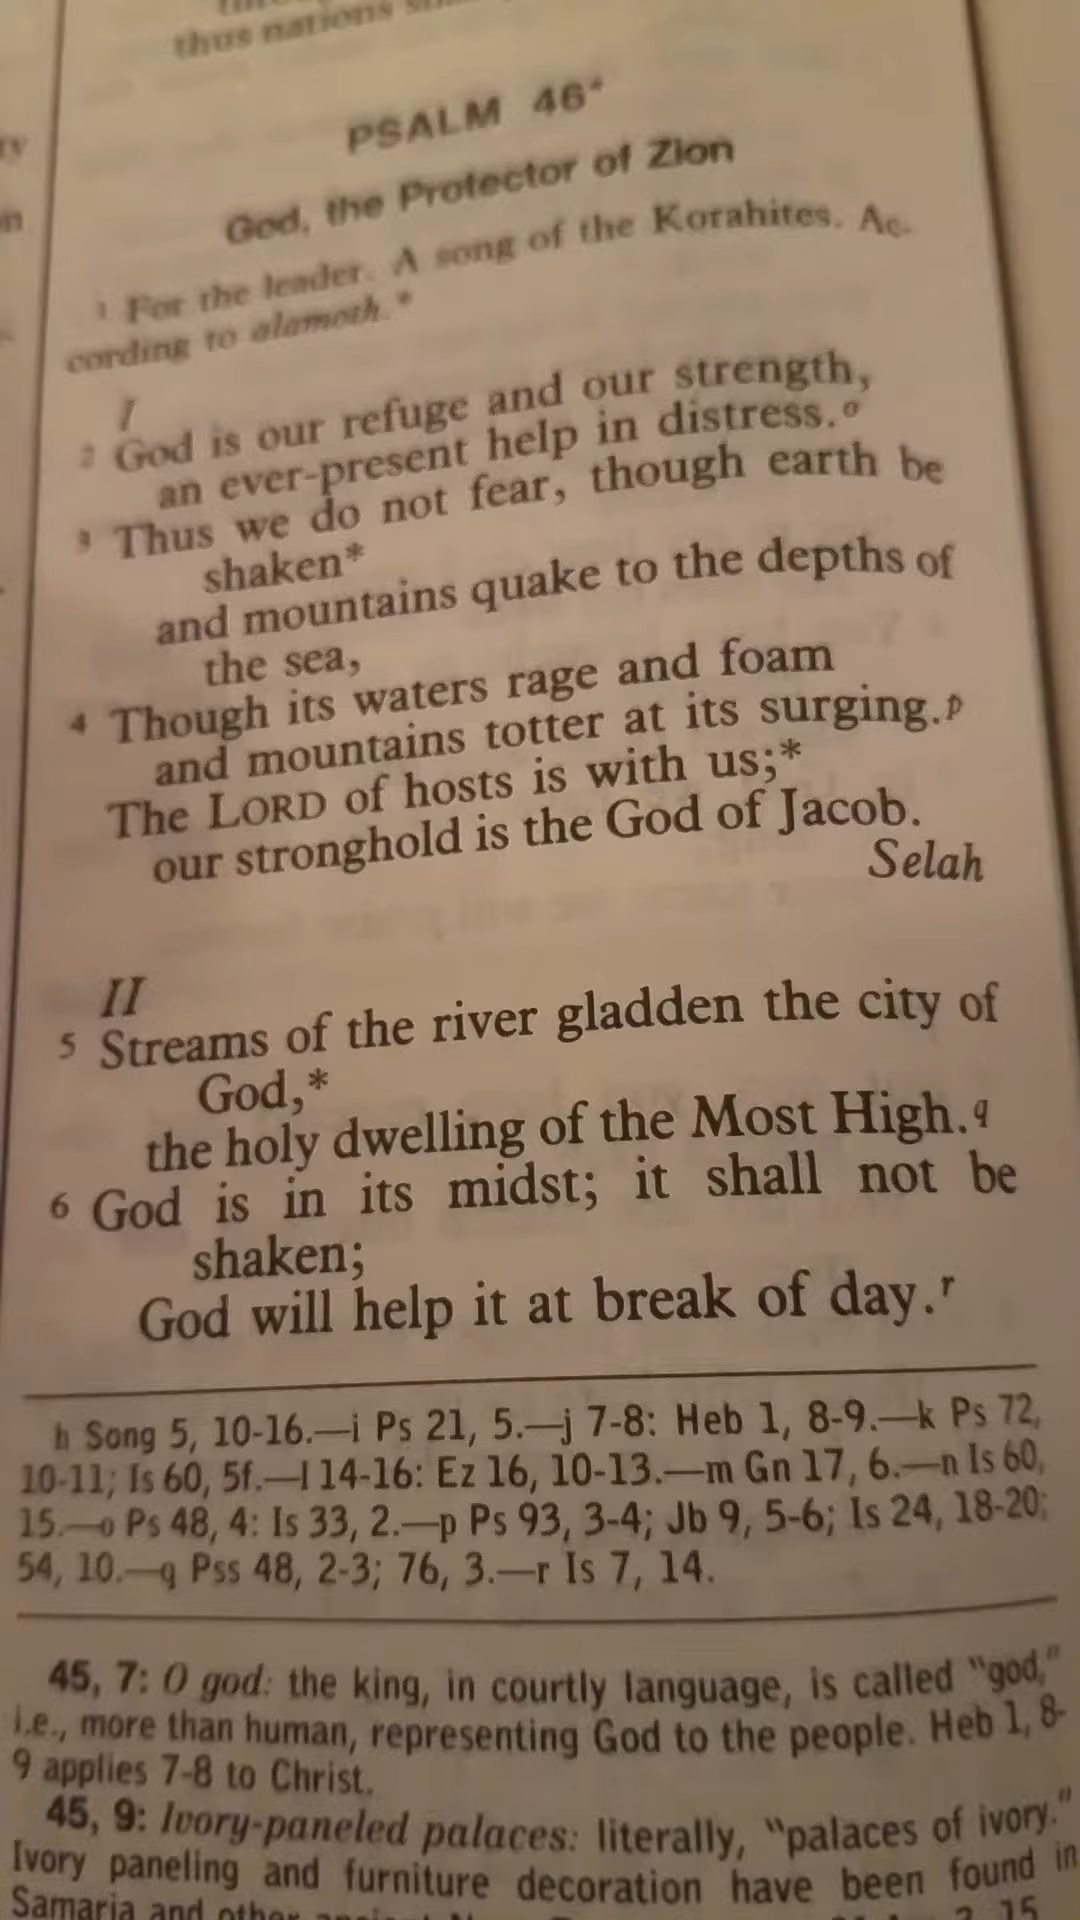 thus nations
PSALM 46*
God, the Protector of Zion
1 For the leader. A song of the Korahites. Ac-
cording to alamoth.*
I
2 God is our refuge and our strength,
an ever-present help in distress.o
3 Thus we do not fear, though earth be
shaken*
and mountains quake to the depths of
the sea,
4 Though its waters rage and foam
and mountains totter at its surging.p
The LORD of hosts is with us;*
our stronghold is the God of Jacob.
Selah
II
5 Streams of the river gladden the city of
God,*
the holy dwelling of the Most High.q
6 God is in its midst; it shall not be
shaken;
God will help it at break of day.r
h Song 5, 10-16.—i Ps 21, 5.—j 7-8: Heb 1, 8-9.—k Ps 72,
10-11; Is 60, 5f.—l 14-16: Ez 16, 10-13.—m Gn 17, 6.—n Is 60,
15.—o Ps 48, 4: Is 33, 2.—p Ps 93, 3-4; Jb 9, 5-6; Is 24, 18-20;
54, 10.—q Pss 48, 2-3; 76, 3.—r Is 7, 14.
45, 7: O god: the king, in courtly language, is called "god,"
i.e., more than human, representing God to the people. Heb 1, 8-
9 applies 7-8 to Christ.
45, 9: Ivory-paneled palaces: literally, "palaces of ivory."
Ivory paneling and furniture decoration have been found in
Samaria and other